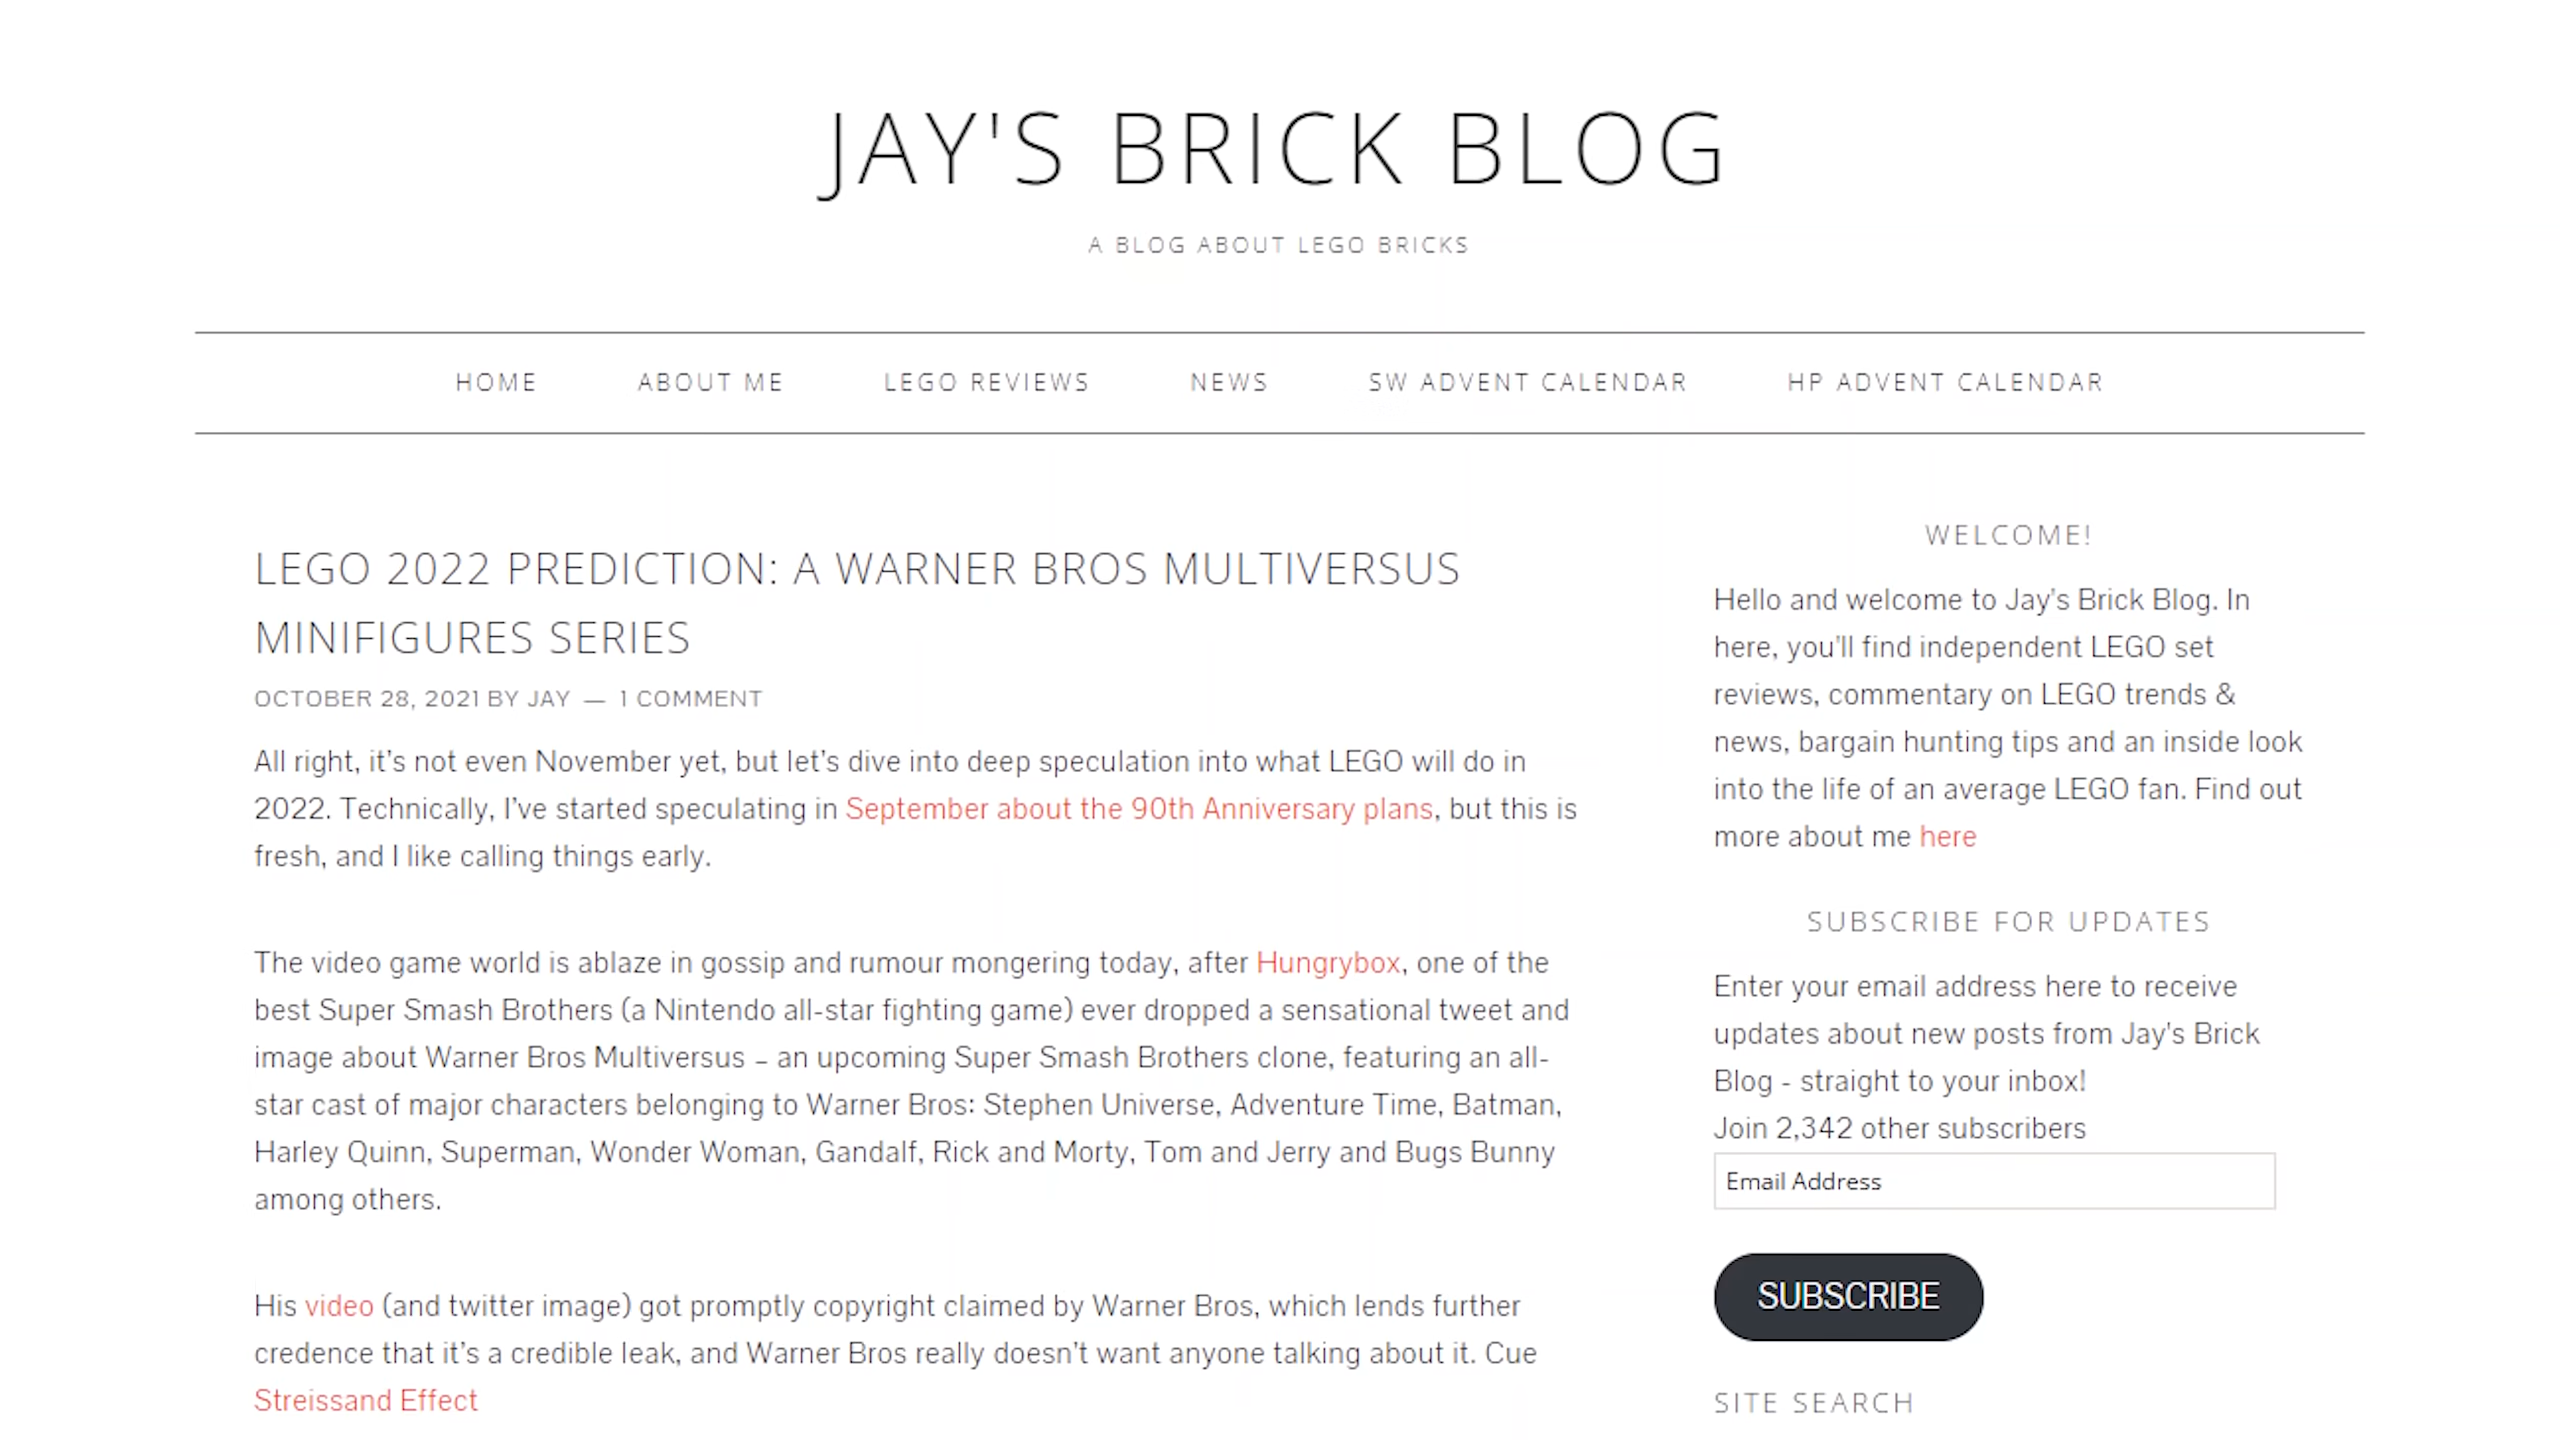 JAY'S BRICK BLOG
A BLOG ABOUT LEGO BRICKS
HOME ABOUT ME LEGO REVIEWS NEWS SW ADVENT CALENDAR HP ADVENT CALENDAR
LEGO 2022 PREDICTION: A WARNER BROS MULTIVERSUS
MINIFIGURES SERIES
OCTOBER 28, 2021 BY JAY — 1 COMMENT
All right, it's not even November yet, but let's dive into deep speculation into what LEGO will do in
2022. Technically, I've started speculating in September about the 90th Anniversary plans, but this is
fresh, and I like calling things early.
The video game world is ablaze in gossip and rumour mongering today, after Hungrybox, one of the
best Super Smash Brothers (a Nintendo all-star fighting game) ever dropped a sensational tweet and
image about Warner Bros Multiversus – an upcoming Super Smash Brothers clone, featuring an all-
star cast of major characters belonging to Warner Bros: Stephen Universe, Adventure Time, Batman,
Harley Quinn, Superman, Wonder Woman, Gandalf, Rick and Morty, Tom and Jerry and Bugs Bunny
among others.
His video (and twitter image) got promptly copyright claimed by Warner Bros, which lends further
credence that it's a credible leak, and Warner Bros really doesn't want anyone talking about it. Cue
Streissand Effect
WELCOME!
Hello and welcome to Jay's Brick Blog. In
here, you'll find independent LEGO set
reviews, commentary on LEGO trends &
news, bargain hunting tips and an inside look
into the life of an average LEGO fan. Find out
more about me here
SUBSCRIBE FOR UPDATES
Enter your email address here to receive
updates about new posts from Jay's Brick
Blog - straight to your inbox!
Join 2,342 other subscribers
Email Address
SUBSCRIBE
SITE SEARCH